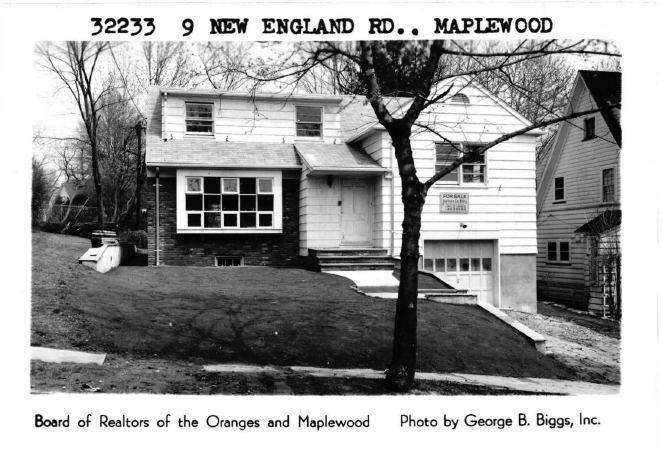 32233 9 NEW ENGLAND RD., MAPLEWOOD
FOR SALE
Board of Realtors of the Oranges and Maplewood Photo by George B. Biggs, Inc.